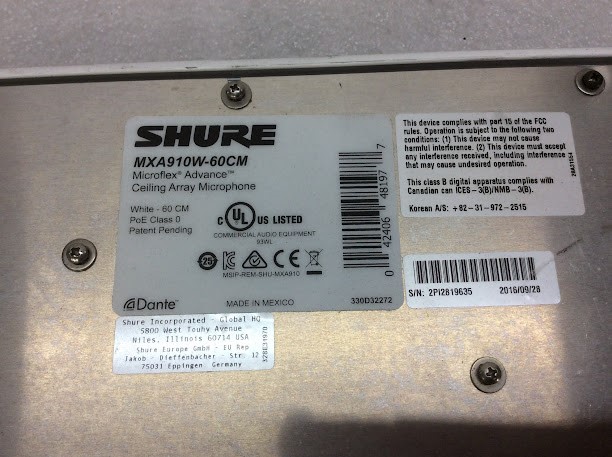 SHURE
MXA910W-60CM
Microflex® Advance™
Ceiling Array Microphone
White - 60 CM
PoE Class 0
Patent Pending
C UL US LISTED
COMMERCIAL AUDIO EQUIPMENT
93WL
25
MSIP-REM-SHU-MXA910
Dante™
MADE IN MEXICO
330D32272
0 42406 48197 7
This device complies with part 15 of the FCC
rules. Operation is subject to the following two
conditions: (1) This device may not cause
harmful interference. (2) This device must accept
any interference received, including interference
that may cause undesired operation.
This class B digital apparatus complies with
Canadian can ICES-3(B)/NMB-3(B).
Korean A/S: +82-31-972-2515
S/N: 2PI2819635
2016/09/28
Shure Incorporated - Global HQ
5800 West Touhy Avenue
Niles, Illinois 60714 USA
Shure Europe GmbH - EU Rep
Jakob - Dieffenbacher - Str. 12
75031 Eppingen Germany